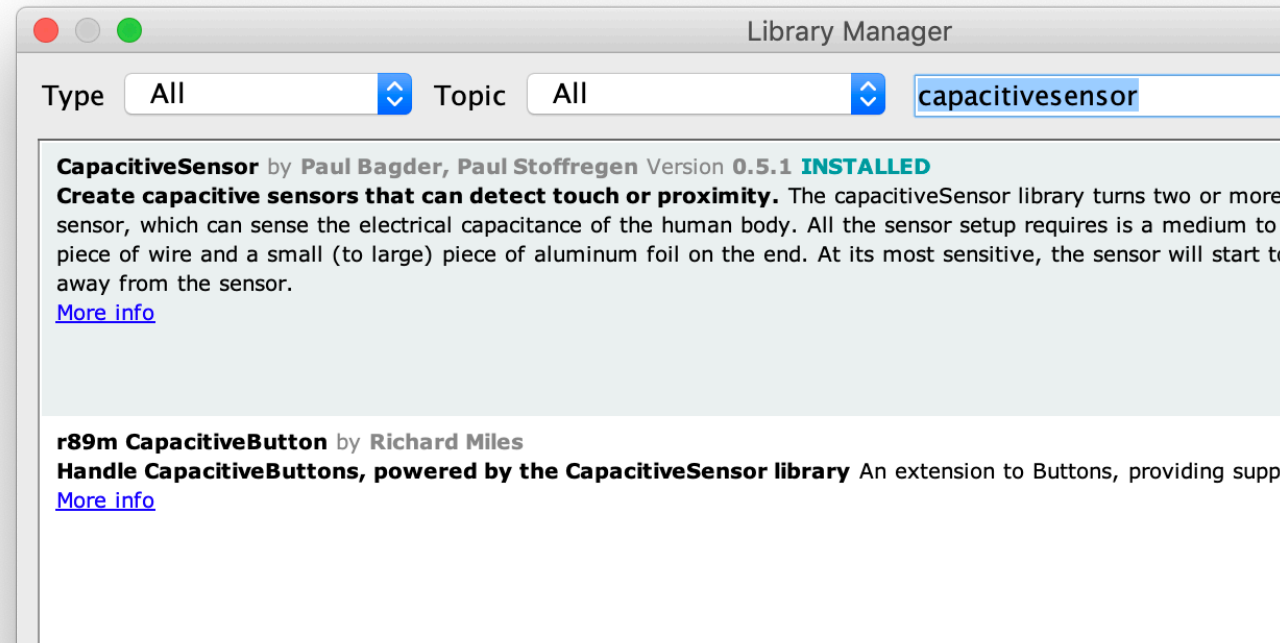 Library Manager
Type All Topic All capacitivesensor
CapacitiveSensor by Paul Bagder, Paul Stoffregen Version 0.5.1 INSTALLED
Create capacitive sensors that can detect touch or proximity. The capacitiveSensor library turns two or more
sensor, which can sense the electrical capacitance of the human body. All the sensor setup requires is a medium to
piece of wire and a small (to large) piece of aluminum foil on the end. At its most sensitive, the sensor will start
away from the sensor.
More info
r89m CapacitiveButton by Richard Miles
Handle CapacitiveButtons, powered by the CapacitiveSensor library An extension to Buttons, providing
More info